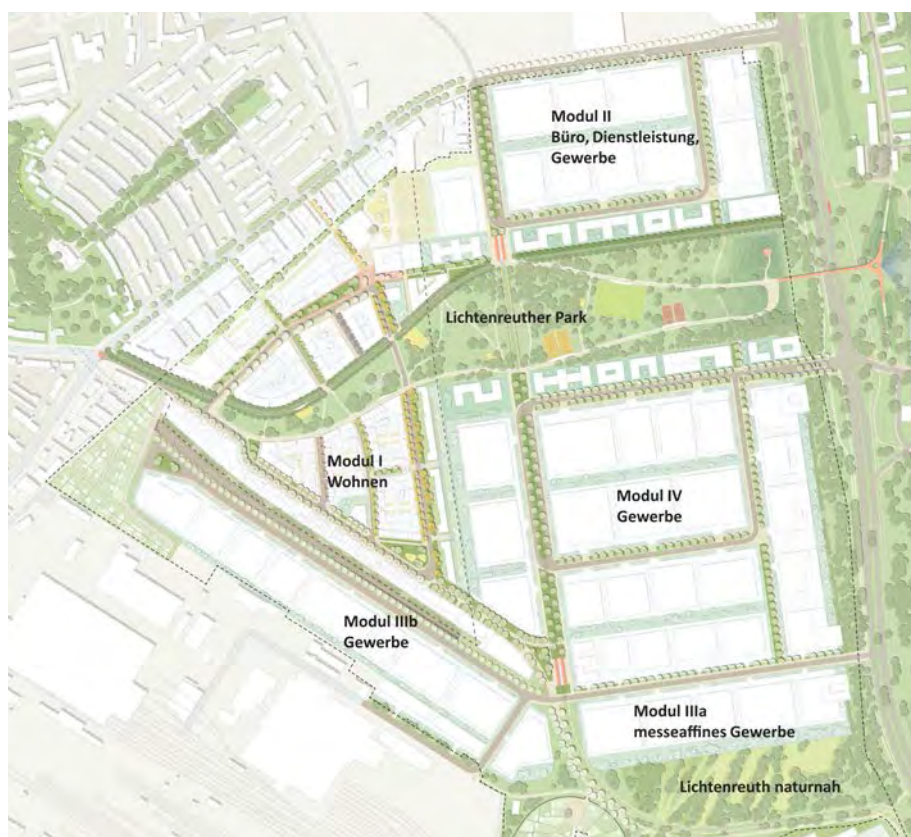 Modul II
Büro, Dienstleistung,
Gewerbe
Lichtenreuther Park
Modul I
Wohnen
Modul IV
Gewerbe
Modul IIIb
Gewerbe
Modul IIIa
messeaffines Gewerbe
Lichtenreuth naturnah